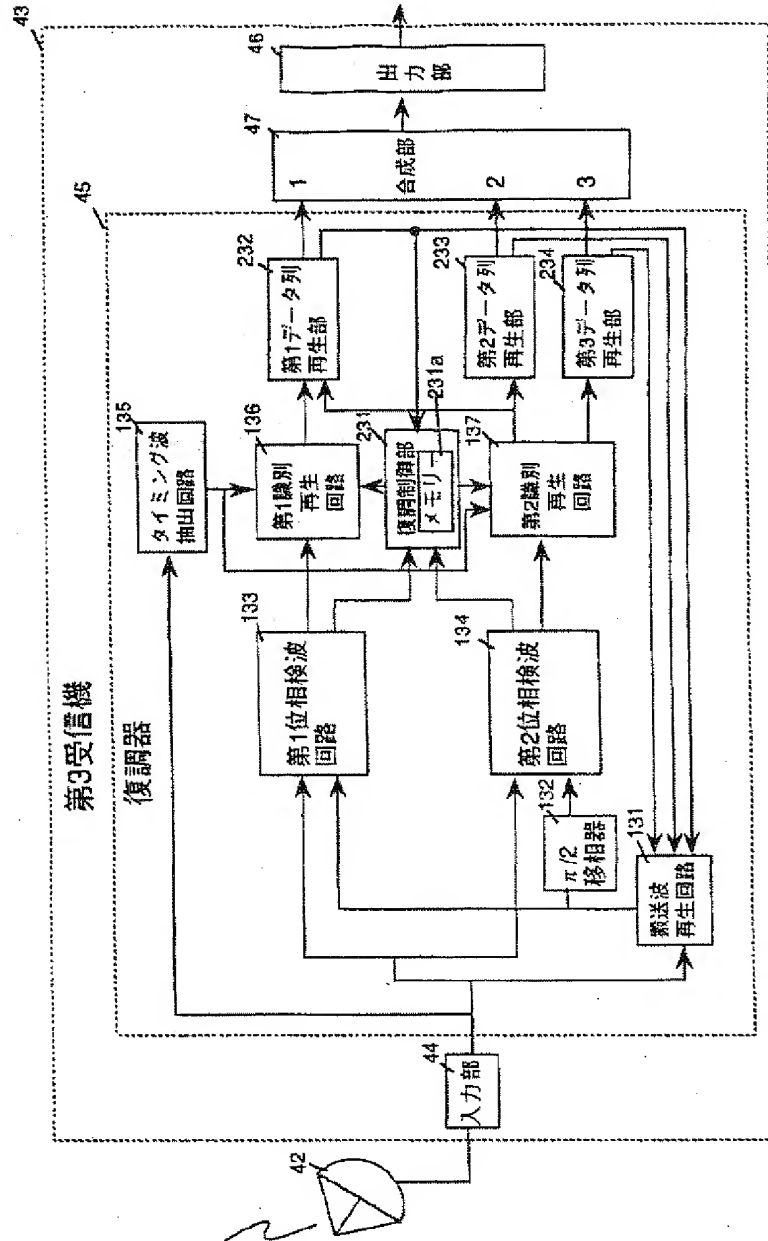 43
第3受信機
45
復調器
42
44
入力部
135
タイミング波
抽出回路
133
第1位相検波
回路
134
第2位相検波
回路
132
π/2
移相器
131
搬送波
再生回路
136
第1識別
再生
回路
231
復調制御部
メモリー
231a
137
第2識別
再生
回路
232
第1データ列
再生部
233
第2データ列
再生部
234
第3データ列
再生部
47
1
合成部
2
3
46
出力部